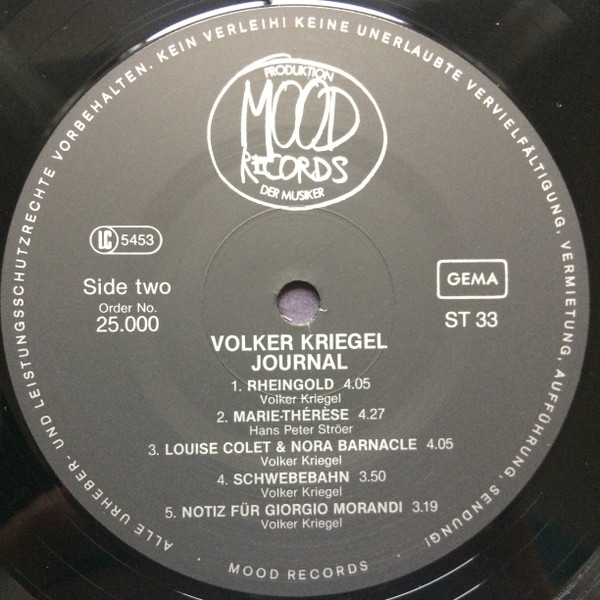 ALLE URHEBER- UND LEISTUNGSSCHUTZRECHTE VORBEHALTEN. KEIN VERLEIH! KEINE UNERLAUBTE VERVIELFÄLTIGUNG, VERMIETUNG, AUFFÜHRUNG, SENDUNG!
PRODUKTION
MOOD
RECORDS
DER MUSIKER
LC 5453
Side two
Order No.
25.000
GEMA
ST 33
VOLKER KRIEGEL
JOURNAL
1. RHEINGOLD 4.05
Volker Kriegel
2. MARIE-THÉRÈSE 4.27
Hans Peter Ströer
3. LOUISE COLET & NORA BARNACLE 4.05
Volker Kriegel
4. SCHWEBEBAHN 3.50
Volker Kriegel
5. NOTIZ FÜR GIORGIO MORANDI 3.19
Volker Kriegel
MOOD RECORDS